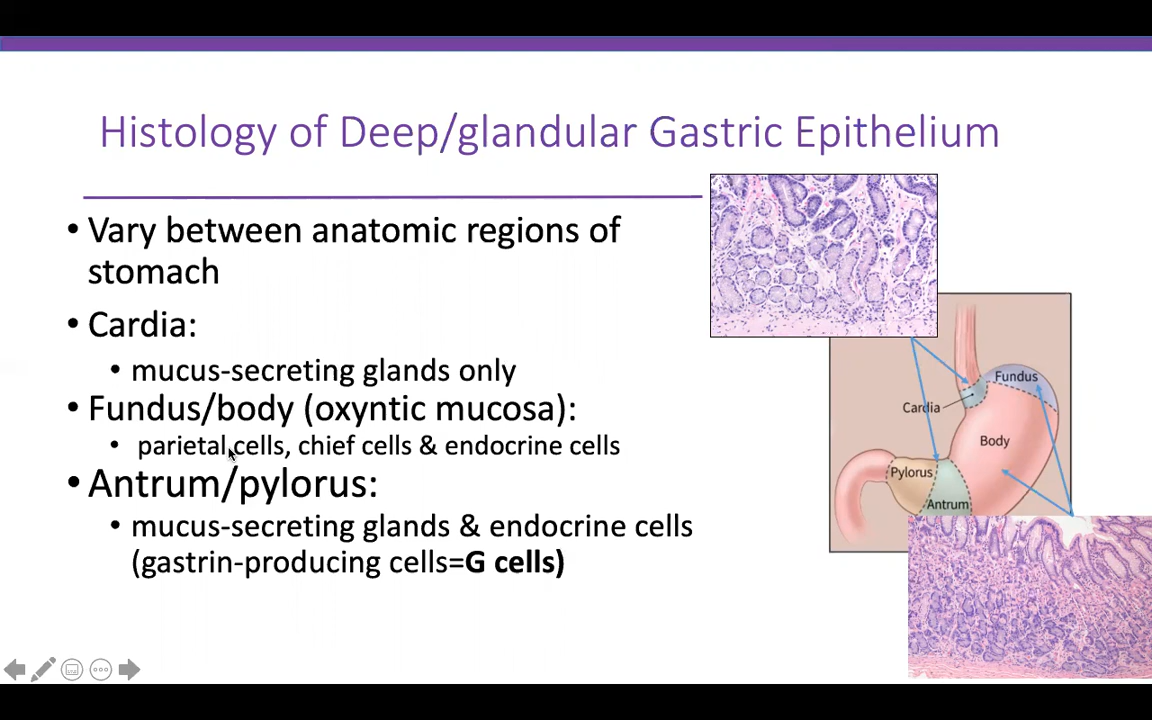 Histology of Deep/glandular Gastric Epithelium
• Vary between anatomic regions of
stomach
• Cardia:
• mucus-secreting glands only
• Fundus/body (oxyntic mucosa):
• parietal cells, chief cells & endocrine cells
• Antrum/pylorus:
• mucus-secreting glands & endocrine cells
(gastrin-producing cells=G cells)
Fundus
Cardia
Body
Pylorus
Antrum